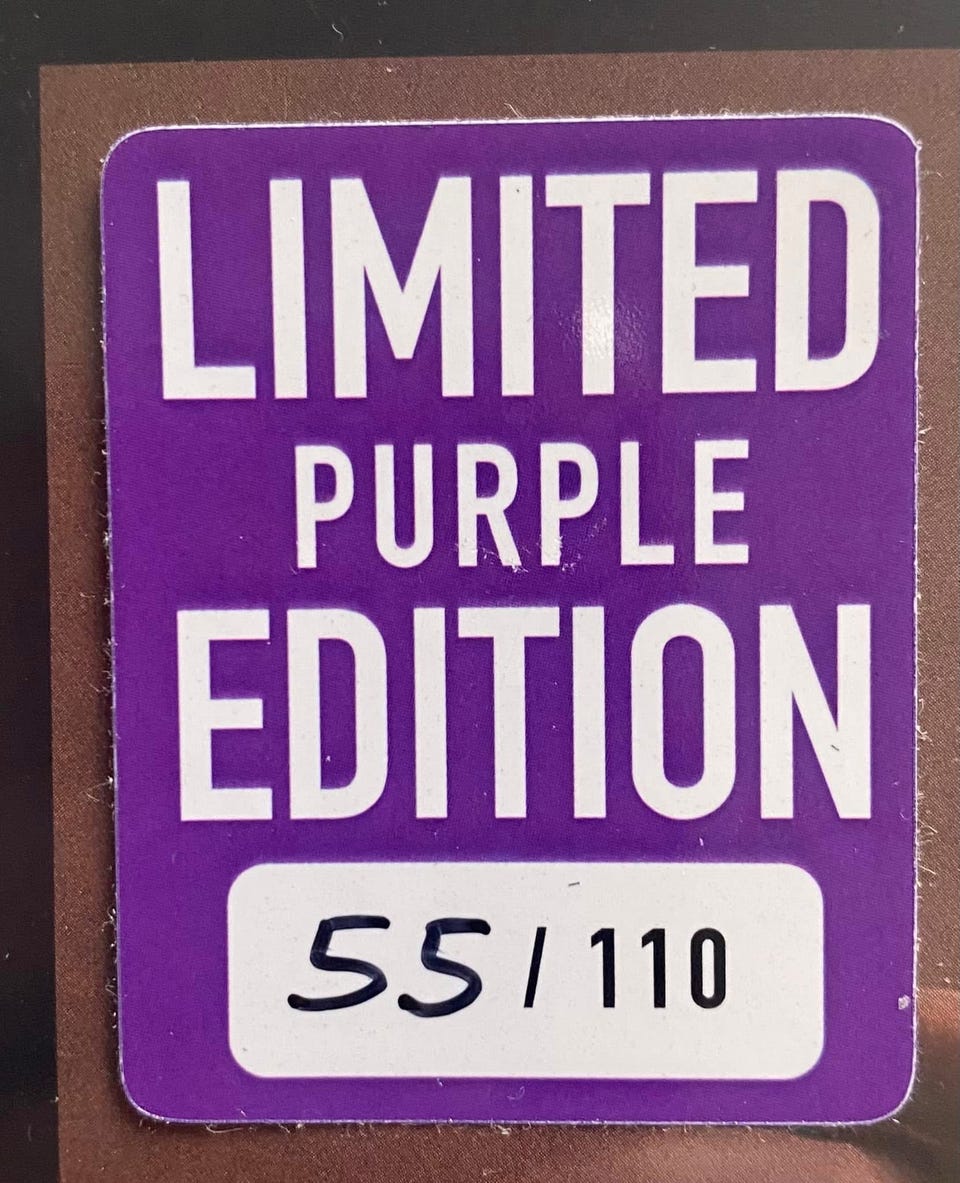 LIMITED
PURPLE
EDITION
55/110